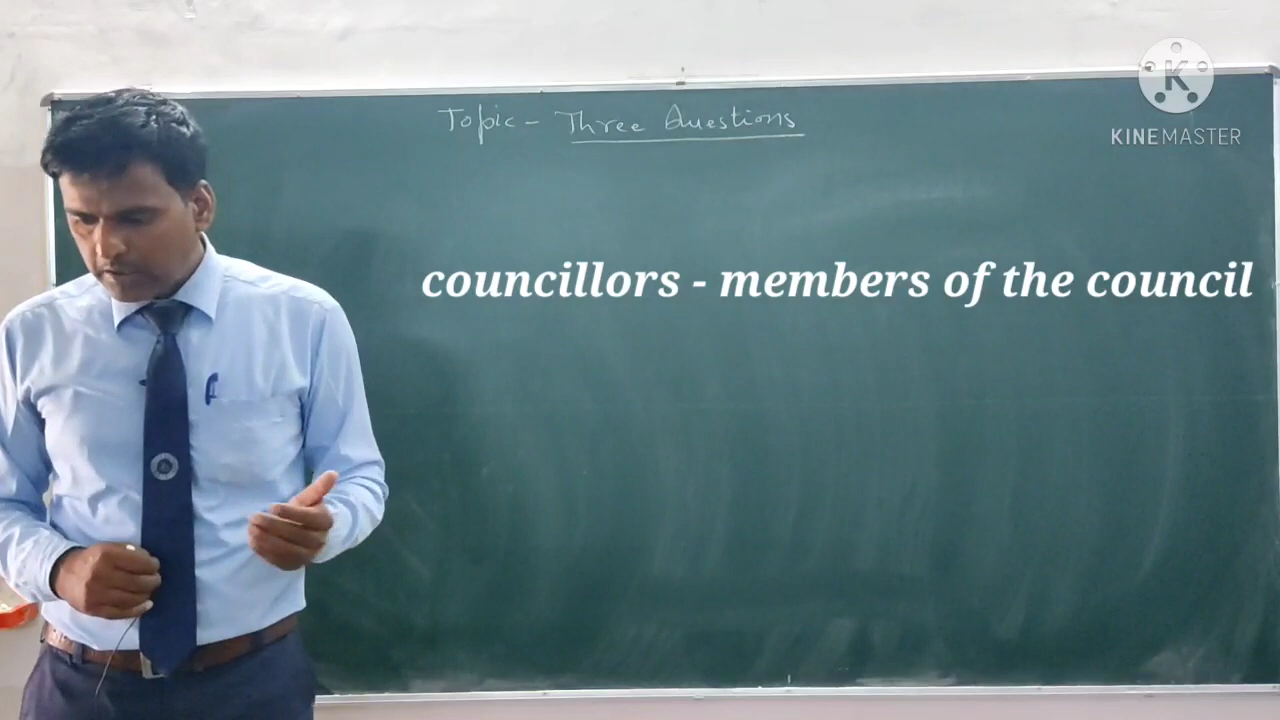 Topic - Three Questions
KINEMASTER
councillors - members of the council